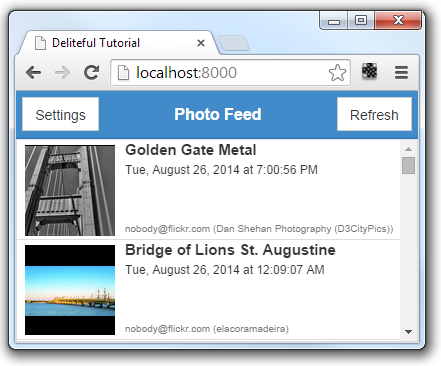 Deliteful Tutorial
localhost:8000
Settings
Photo Feed
Refresh
Golden Gate Metal
Tue, August 26, 2014 at 7:00:56 PM
nobody@flickr.com (Dan Shehan Photography (D3CityPics))
Bridge of Lions St. Augustine
Tue, August 26, 2014 at 12:09:07 AM
nobody@flickr.com (elacoramadeira)